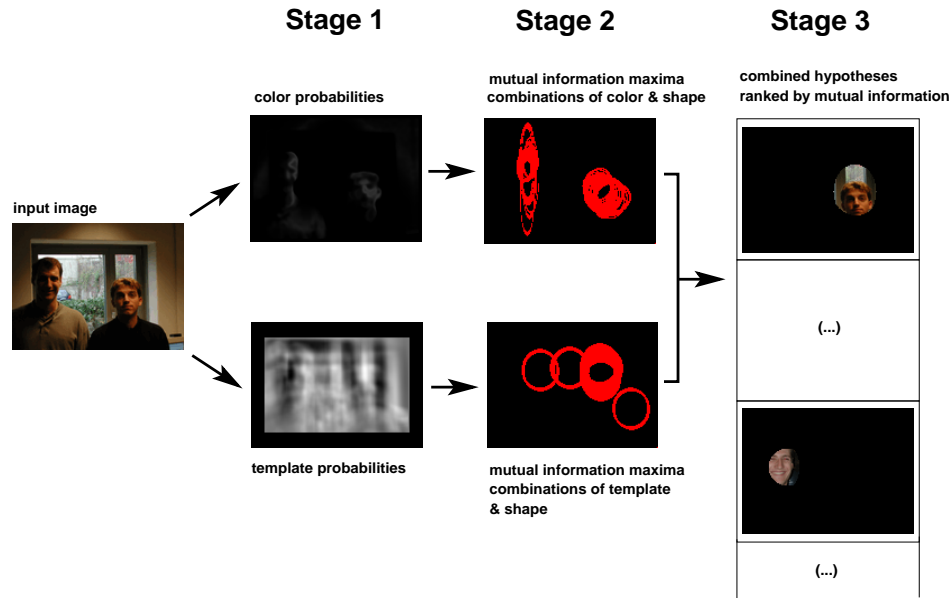 Stage 1
Stage 2
Stage 3
color probabilities
mutual information maxima
combinations of color & shape
combined hypotheses
ranked by mutual information
input image
(...)
template probabilities
mutual information maxima
combinations of template
& shape
(...)